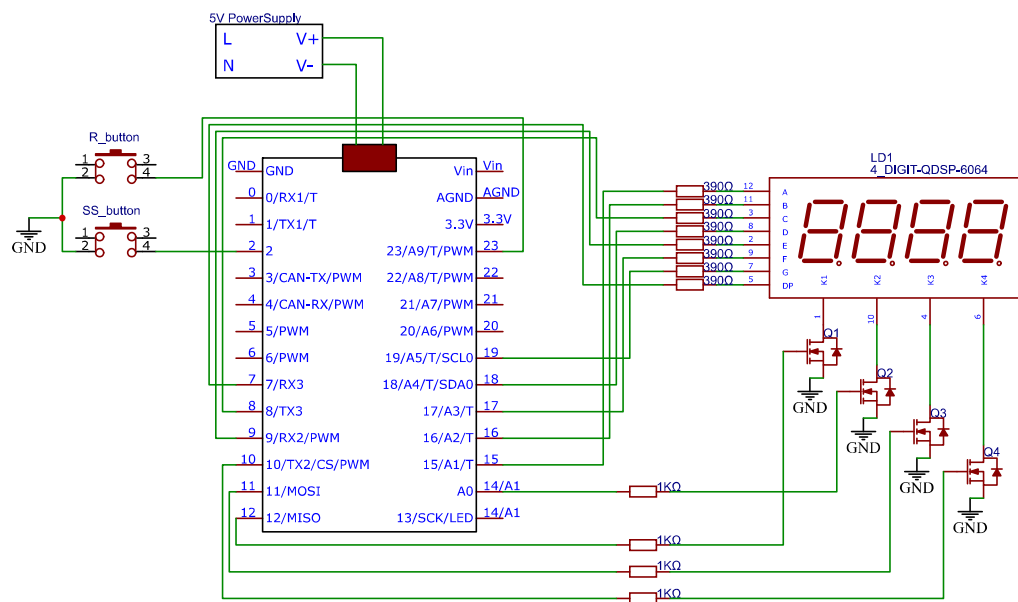 5V PowerSupply
L V+
N V-
R_button
1 3
2 4
SS_button
1 3
2 4
GND
GND GND Vin Vin
0 0/RX1/T AGND AGND
1 1/TX1/T 3.3V 3.3V
2 2 23/A9/T/PWM 23
3 3/CAN-TX/PWM 22/A8/T/PWM 22
4 4/CAN-RX/PWM 21/A7/PWM 21
5 5/PWM 20/A6/PWM 20
6 6/PWM 19/A5/T/SCL0 19
7 7/RX3 18/A4/T/SDA0 18
8 8/TX3 17/A3/T 17
9 9/RX2/PWM 16/A2/T 16
10 10/TX2/CS/PWM 15/A1/T 15
11 11/MOSI A0 14/A1
12 12/MISO 13/SCK/LED 14/A1
LD1
4_DIGIT-QDSP-6064
390Ω 12 A
390Ω 11 B
390Ω 3 C
390Ω 8 D
390Ω 2 E
390Ω 9 F
390Ω 7 G
390Ω 5 DP
8.8.8.8.
K1 K2 K3 K4
1 10 4 6
Q1
GND
Q2
GND
Q3
GND
Q4
GND
1KΩ
1KΩ
1KΩ
1KΩ